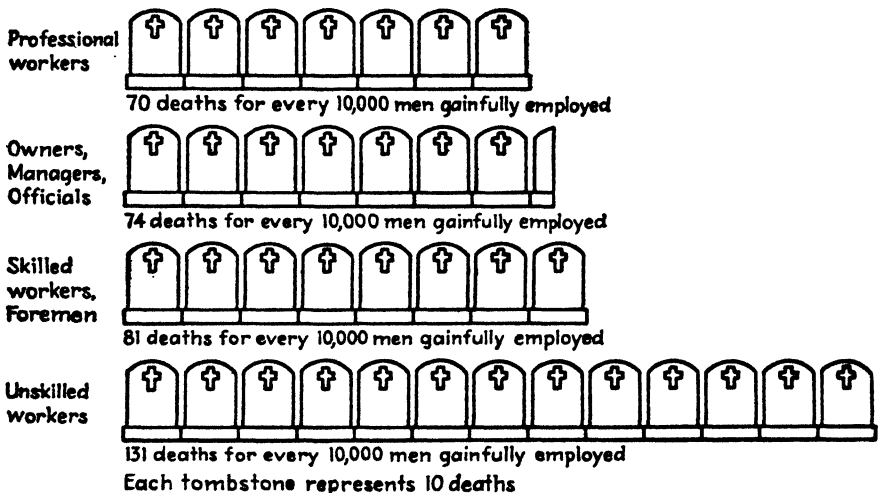 Professional
workers
70 deaths for every 10,000 men gainfully employed
Owners,
Managers,
Officials
74 deaths for every 10,000 men gainfully employed
Skilled
workers,
Foremen
81 deaths for every 10,000 men gainfully employed
Unskilled
workers
131 deaths for every 10,000 men gainfully employed
Each tombstone represents 10 deaths